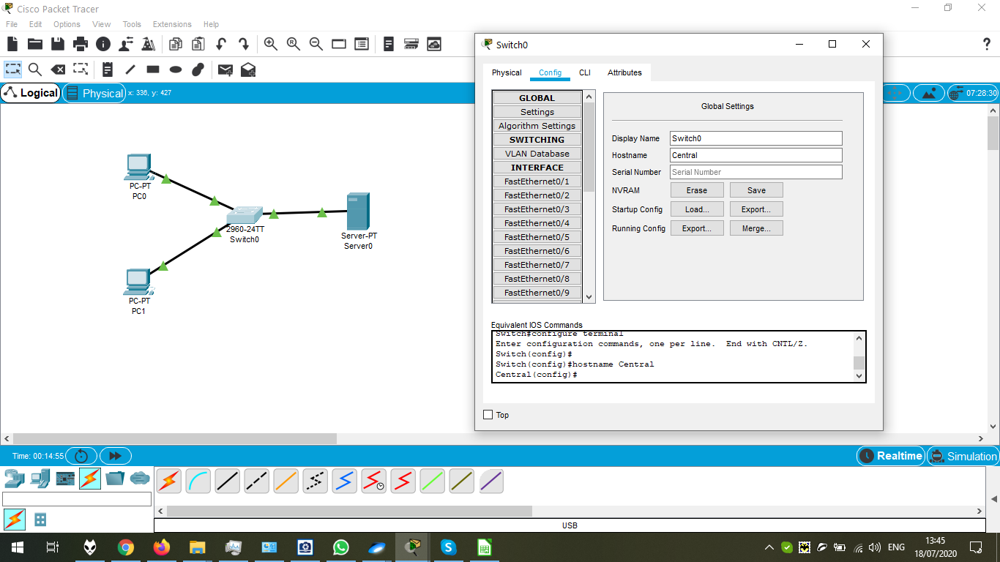 Cisco Packet Tracer
File Edit Options View Tools Extensions Help
Logical
Physical
x: 336, y: 427
07:28:30
PC-PT
PC0
2960-24TT
Switch0
Server-PT
Server0
PC-PT
PC1
Switch0
Physical Config CLI Attributes
GLOBAL
Settings
Algorithm Settings
SWITCHING
VLAN Database
INTERFACE
FastEthernet0/1
FastEthernet0/2
FastEthernet0/3
FastEthernet0/4
FastEthernet0/5
FastEthernet0/6
FastEthernet0/7
FastEthernet0/8
FastEthernet0/9
Global Settings
Display Name Switch0
Hostname Central
Serial Number Serial Number
NVRAM Erase Save
Startup Config Load... Export...
Running Config Export... Merge...
Equivalent IOS Commands
Switch#configure terminal
Enter configuration commands, one per line. End with CNTL/Z.
Switch(config)#
Switch(config)#hostname Central
Central(config)#
Top
Time: 00:14:55
Realtime
Simulation
USB
ENG
13:45
18/07/2020